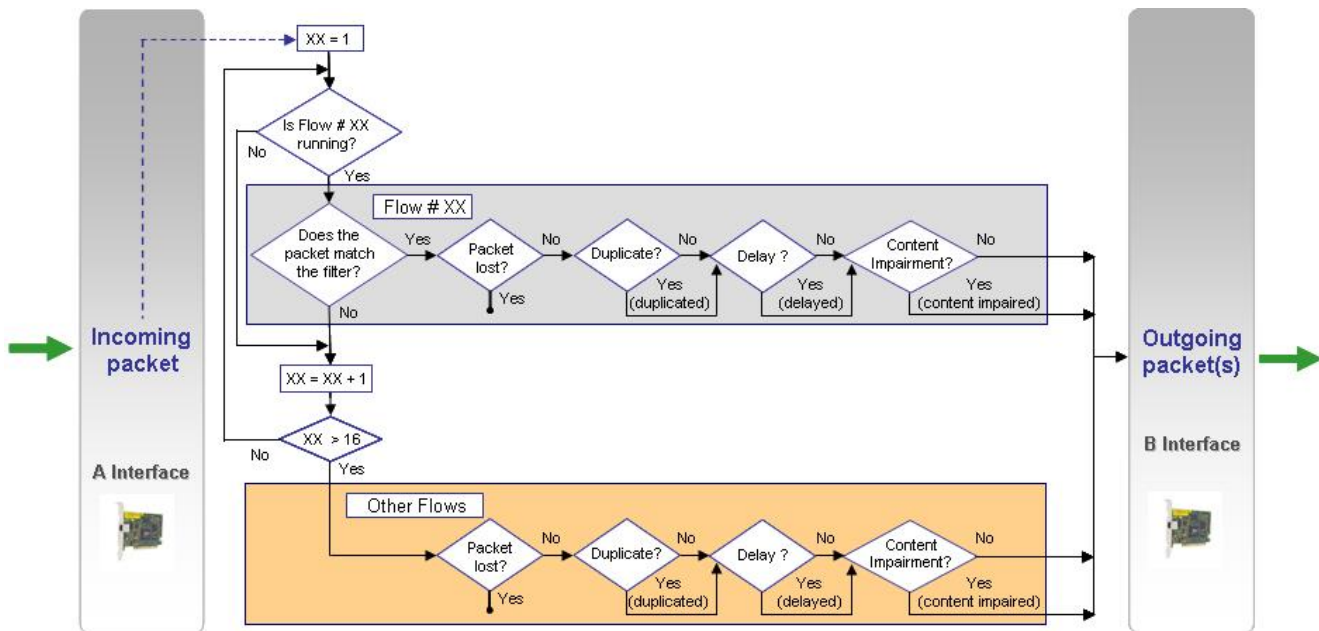 XX = 1
Is Flow # XX
running?
No
Yes
Flow # XX
Does the
packet match
the filter?
Yes
No
Packet
lost?
No
Yes
Duplicate?
No
Yes
(duplicated)
Delay ?
No
Yes
(delayed)
Content
Impairment?
No
Yes
(content impaired)
Incoming
packet
A Interface
XX = XX + 1
XX > 16
No
Yes
Other Flows
Packet
lost?
No
Yes
Duplicate?
No
Yes
(duplicated)
Delay ?
No
Yes
(delayed)
Content
Impairment?
No
Yes
(content impaired)
Outgoing
packet(s)
B Interface